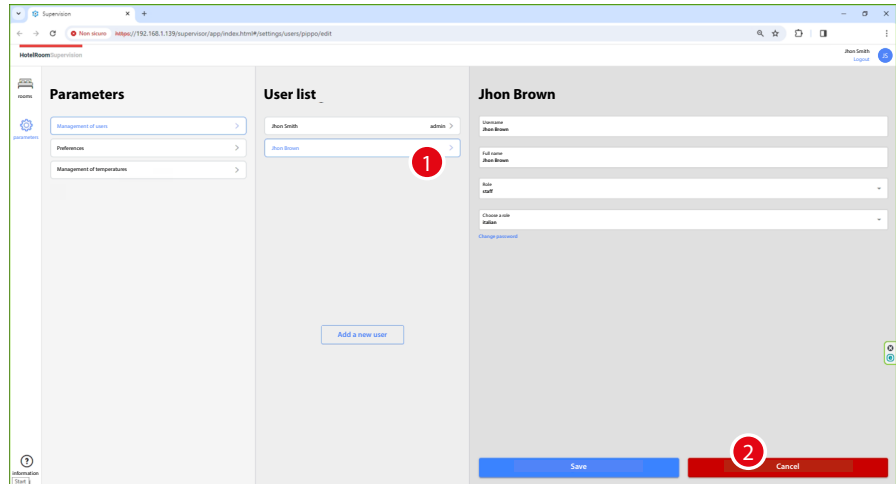 Supervision
Non sicuro https://192.168.1.139/supervisor/app/index.html#/settings/users/pippo/edit
HotelRoom Supervision
Jhon Smith
Logout
JS
rooms
parameters
Parameters
Management of users
Preferences
Management of temperatures
User list _
Jhon Smith admin
Jhon Brown
1
Add a new user
Jhon Brown
Username
Jhon Brown
Full name
Jhon Brown
Role
staff
Choose a role
italian
Change password
2
Save Cancel
information
Start